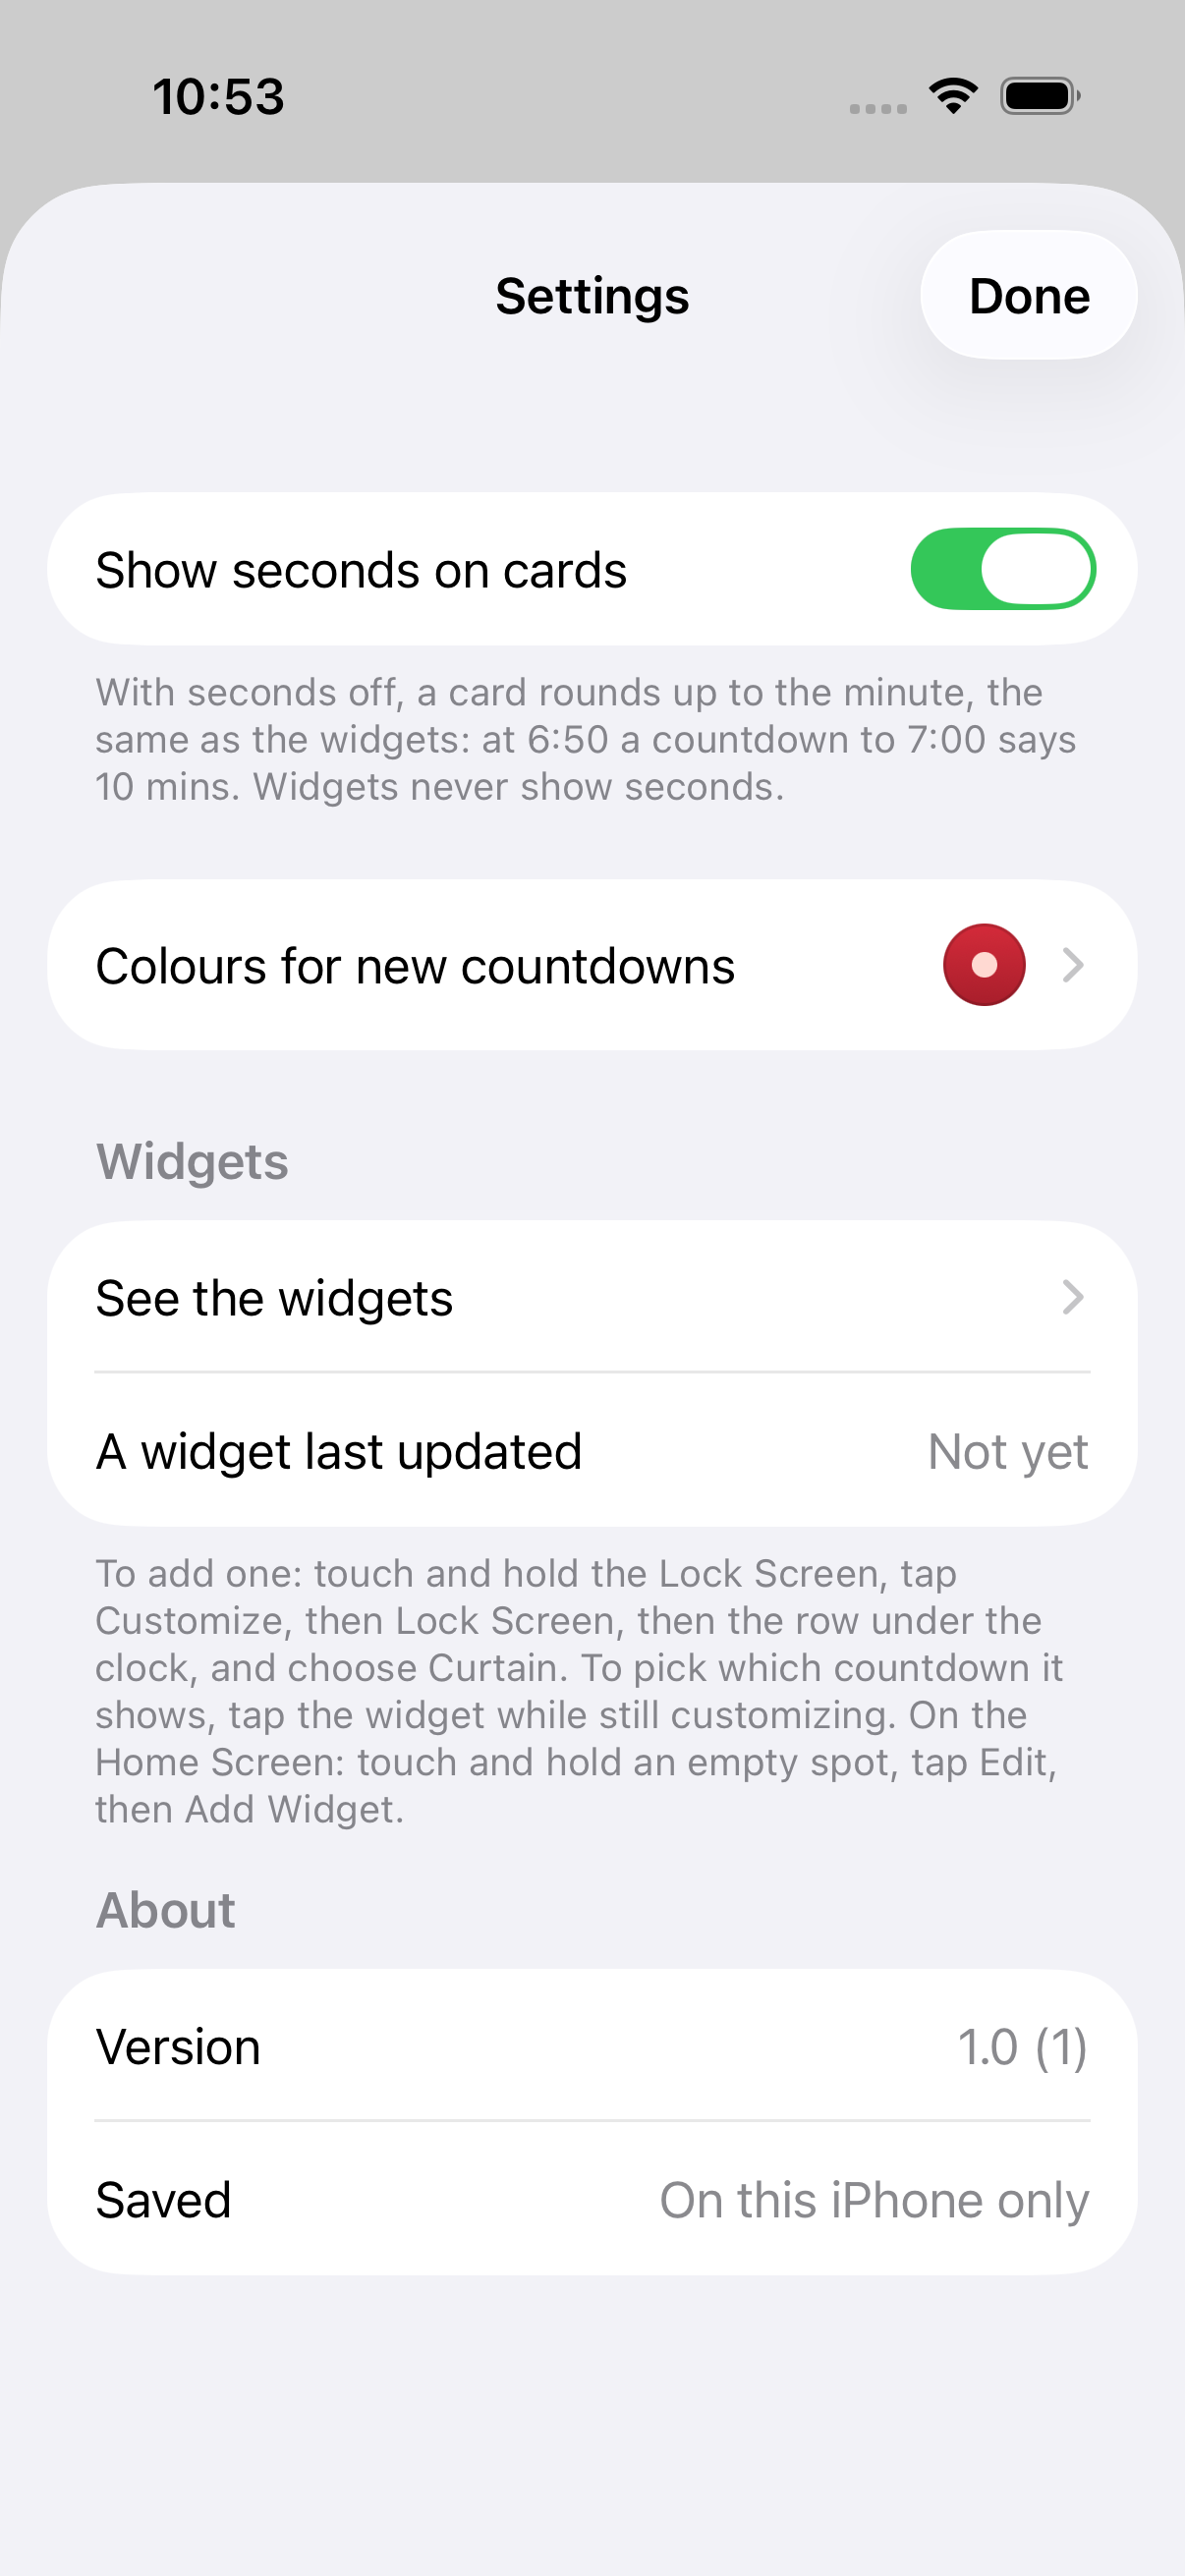 10:53
Settings
Done
Show seconds on cards
With seconds off, a card rounds up to the minute, the
same as the widgets: at 6:50 a countdown to 7:00 says
10 mins. Widgets never show seconds.
Colours for new countdowns
Widgets
See the widgets
A widget last updated
Not yet
To add one: touch and hold the Lock Screen, tap
Customize, then Lock Screen, then the row under the
clock, and choose Curtain. To pick which countdown it
shows, tap the widget while still customizing. On the
Home Screen: touch and hold an empty spot, tap Edit,
then Add Widget.
About
Version
1.0 (1)
Saved
On this iPhone only